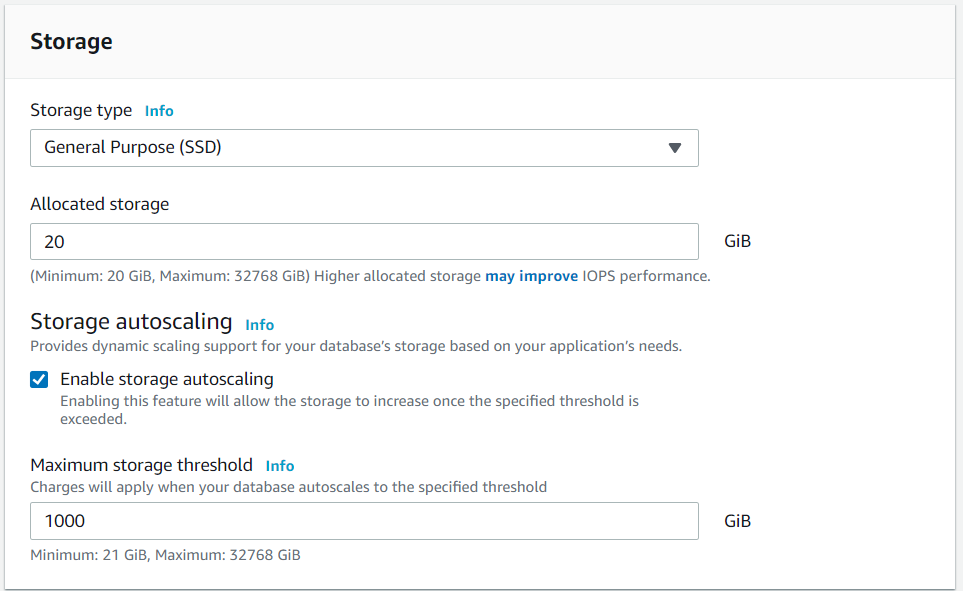 Storage
Storage type Info
General Purpose (SSD)
Allocated storage
20 GiB
(Minimum: 20 GiB, Maximum: 32768 GiB) Higher allocated storage may improve IOPS performance.
Storage autoscaling Info
Provides dynamic scaling support for your database's storage based on your application's needs.
Enable storage autoscaling
Enabling this feature will allow the storage to increase once the specified threshold is
exceeded.
Maximum storage threshold Info
Charges will apply when your database autoscales to the specified threshold
1000 GiB
Minimum: 21 GiB, Maximum: 32768 GiB